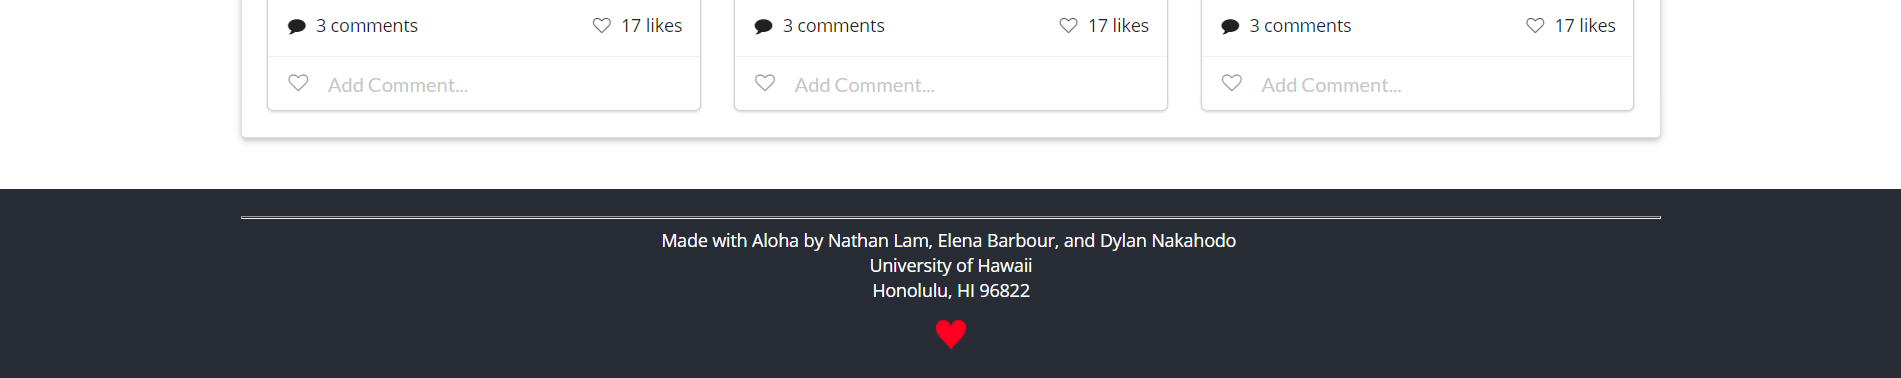 3 comments 17 likes 3 comments 17 likes 3 comments 17 likes
Add Comment... Add Comment... Add Comment...
Made with Aloha by Nathan Lam, Elena Barbour, and Dylan Nakahodo
University of Hawaii
Honolulu, HI 96822